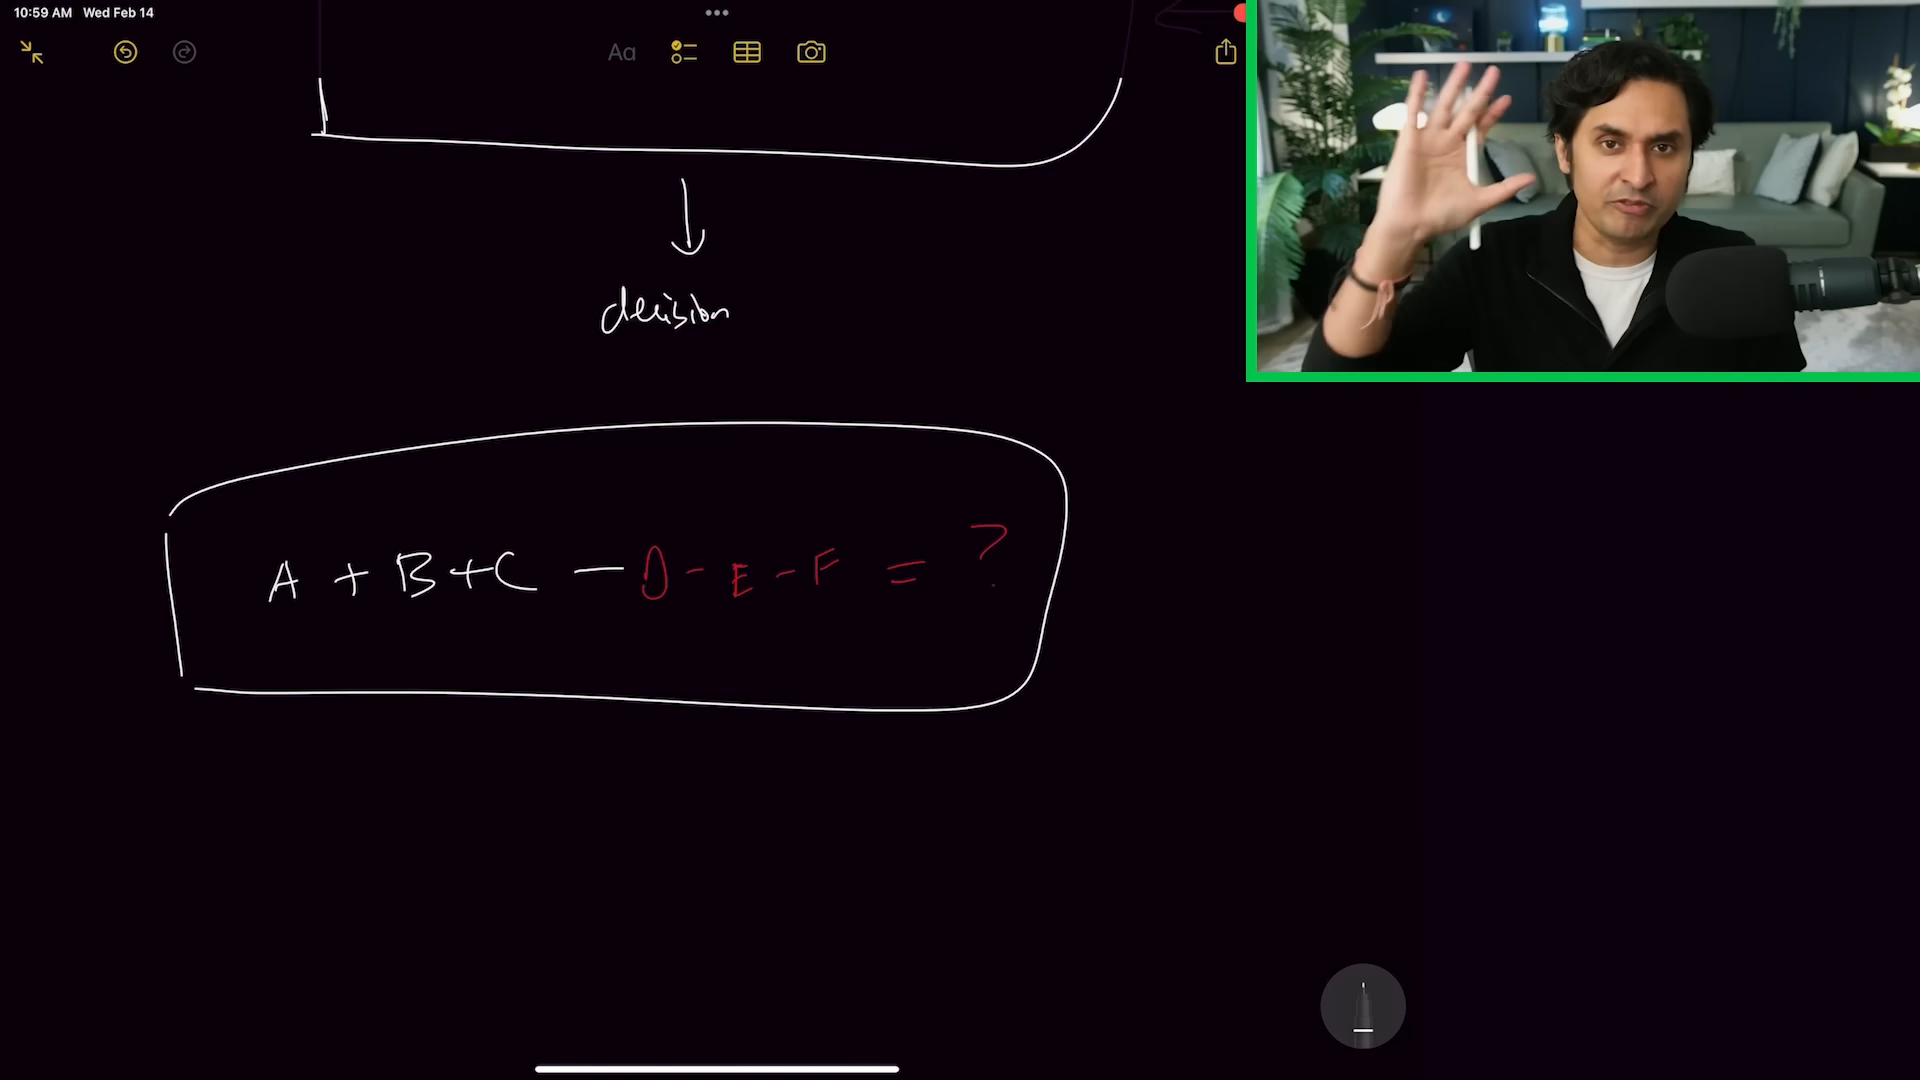 10:59 AM Wed Feb 14
Aa
decision
A + B + C - D - E - F = ?